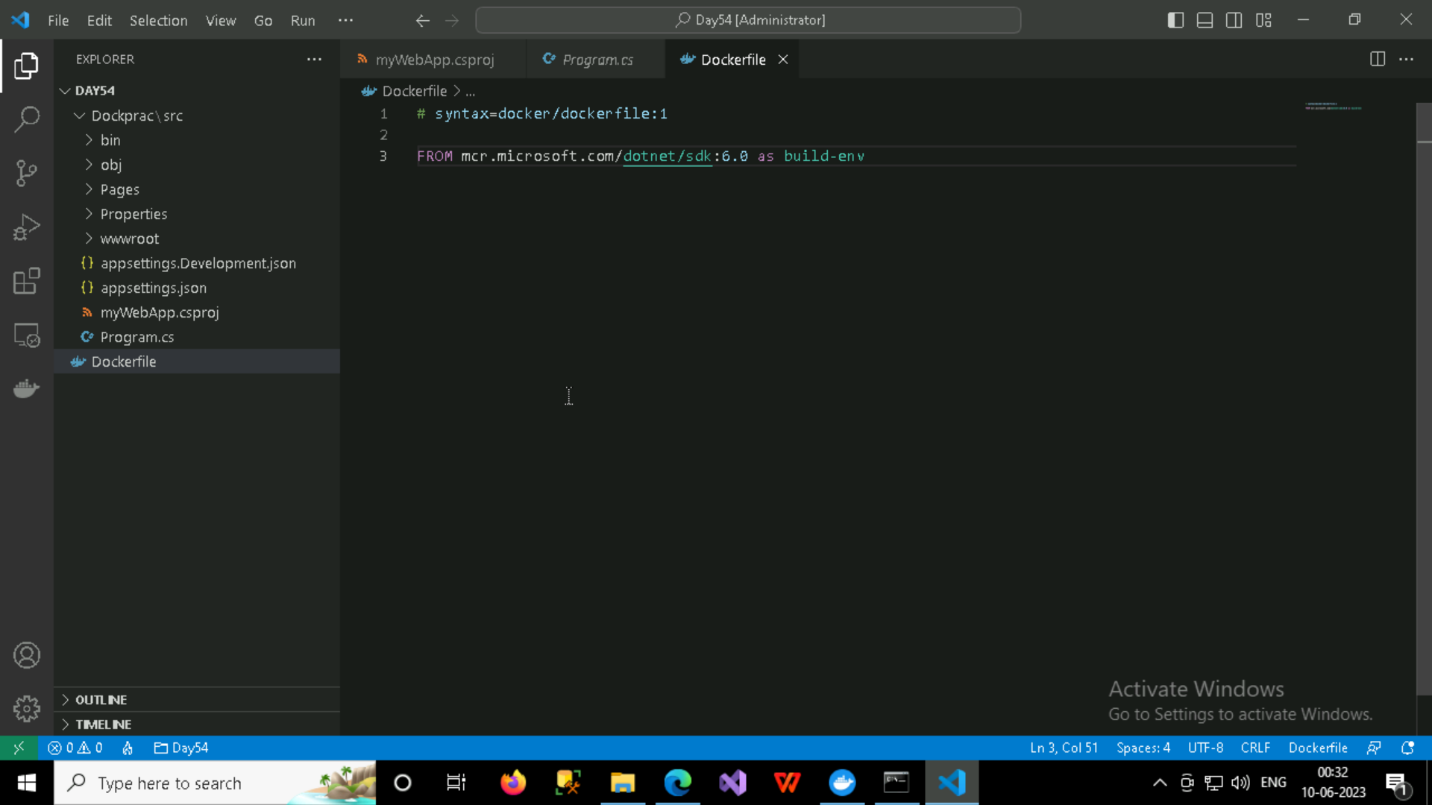 File Edit Selection View Go Run ...
Day54 [Administrator]
EXPLORER
DAY54
Dockprac\src
bin
obj
Pages
Properties
wwwroot
{} appsettings.Development.json
{} appsettings.json
myWebApp.csproj
Program.cs
Dockerfile
OUTLINE
TIMELINE
myWebApp.csproj Program.cs Dockerfile
Dockerfile > ...
1 # syntax=docker/dockerfile:1
2
3 FROM mcr.microsoft.com/dotnet/sdk:6.0 as build-env
Activate Windows
Go to Settings to activate Windows.
0 0 Day54 Ln 3, Col 51 Spaces: 4 UTF-8 CRLF Dockerfile
Type here to search
ENG
00:32
10-06-2023
1